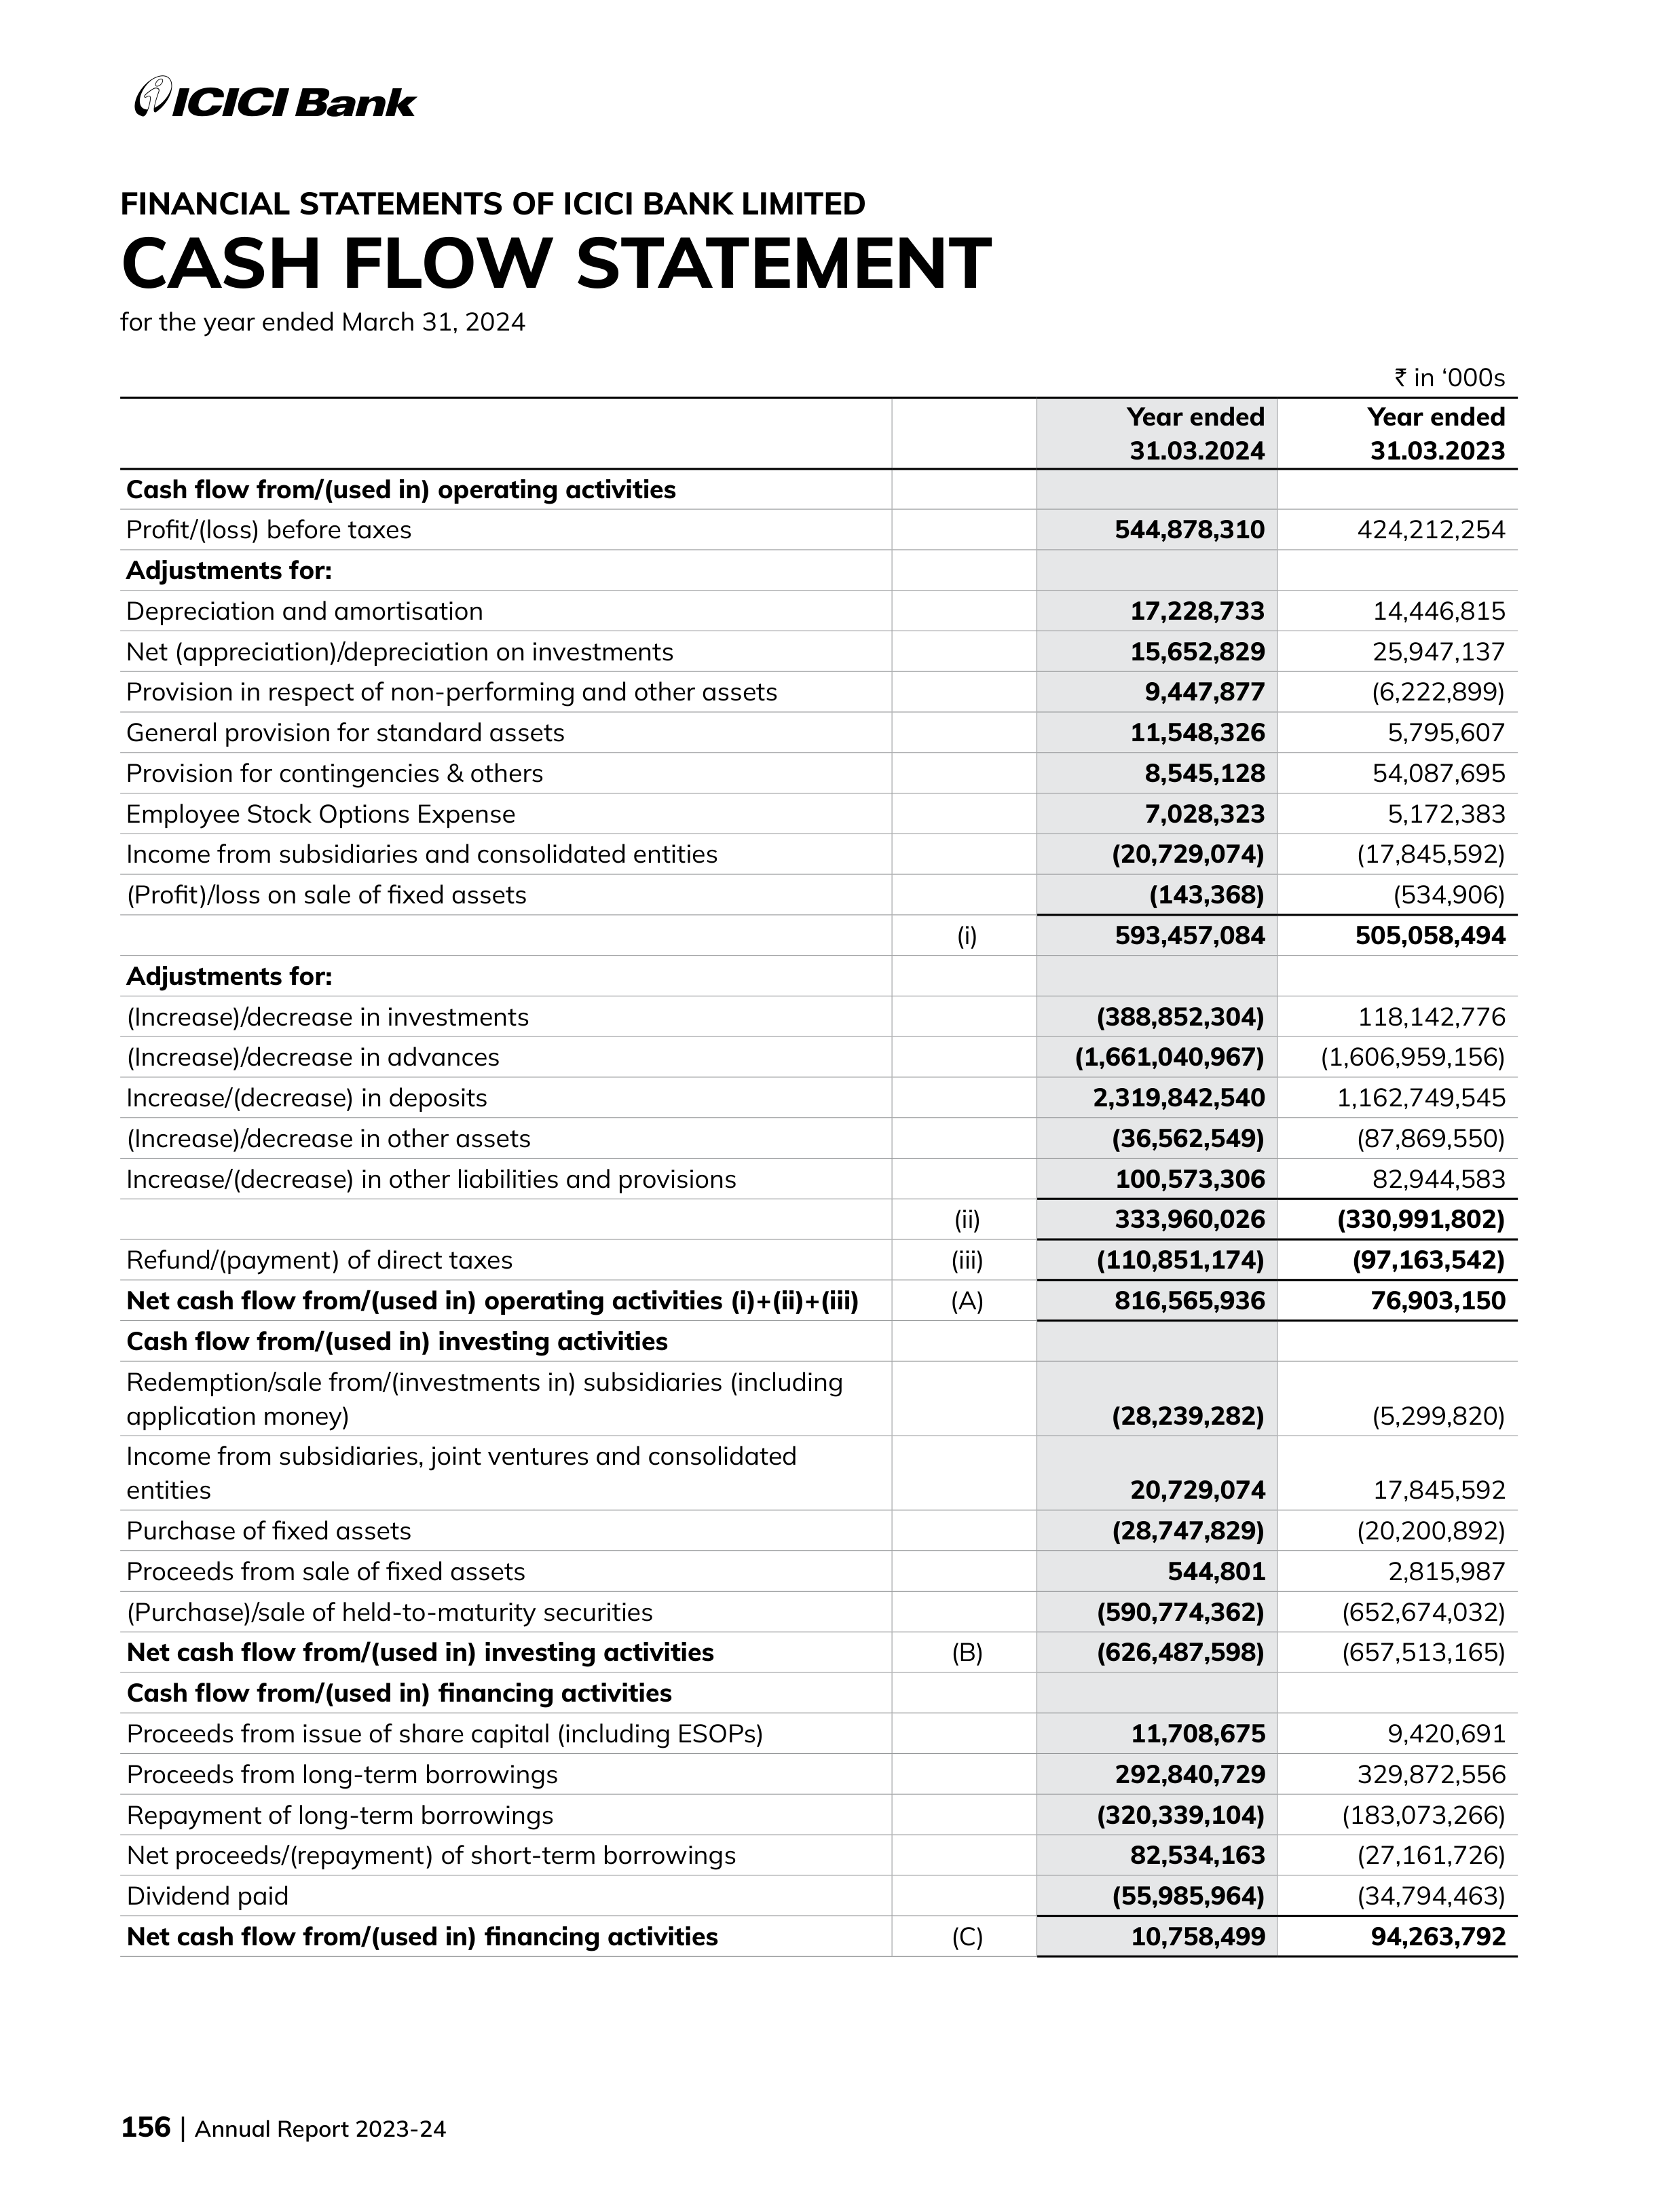 ICICI Bank
FINANCIAL STATEMENTS OF ICICI BANK LIMITED
CASH FLOW STATEMENT
for the year ended March 31, 2024
₹ in ‘000s
Year ended 31.03.2024 Year ended 31.03.2023
Cash flow from/(used in) operating activities
Profit/(loss) before taxes 544,878,310 424,212,254
Adjustments for:
Depreciation and amortisation 17,228,733 14,446,815
Net (appreciation)/depreciation on investments 15,652,829 25,947,137
Provision in respect of non-performing and other assets 9,447,877 (6,222,899)
General provision for standard assets 11,548,326 5,795,607
Provision for contingencies & others 8,545,128 54,087,695
Employee Stock Options Expense 7,028,323 5,172,383
Income from subsidiaries and consolidated entities (20,729,074) (17,845,592)
(Profit)/loss on sale of fixed assets (143,368) (534,906)
(i) 593,457,084 505,058,494
Adjustments for:
(Increase)/decrease in investments (388,852,304) 118,142,776
(Increase)/decrease in advances (1,661,040,967) (1,606,959,156)
Increase/(decrease) in deposits 2,319,842,540 1,162,749,545
(Increase)/decrease in other assets (36,562,549) (87,869,550)
Increase/(decrease) in other liabilities and provisions 100,573,306 82,944,583
(ii) 333,960,026 (330,991,802)
Refund/(payment) of direct taxes (iii) (110,851,174) (97,163,542)
Net cash flow from/(used in) operating activities (i)+(ii)+(iii) (A) 816,565,936 76,903,150
Cash flow from/(used in) investing activities
Redemption/sale from/(investments in) subsidiaries (including
application money) (28,239,282) (5,299,820)
Income from subsidiaries, joint ventures and consolidated
entities 20,729,074 17,845,592
Purchase of fixed assets (28,747,829) (20,200,892)
Proceeds from sale of fixed assets 544,801 2,815,987
(Purchase)/sale of held-to-maturity securities (590,774,362) (652,674,032)
Net cash flow from/(used in) investing activities (B) (626,487,598) (657,513,165)
Cash flow from/(used in) financing activities
Proceeds from issue of share capital (including ESOPs) 11,708,675 9,420,691
Proceeds from long-term borrowings 292,840,729 329,872,556
Repayment of long-term borrowings (320,339,104) (183,073,266)
Net proceeds/(repayment) of short-term borrowings 82,534,163 (27,161,726)
Dividend paid (55,985,964) (34,794,463)
Net cash flow from/(used in) financing activities (C) 10,758,499 94,263,792
156 | Annual Report 2023-24